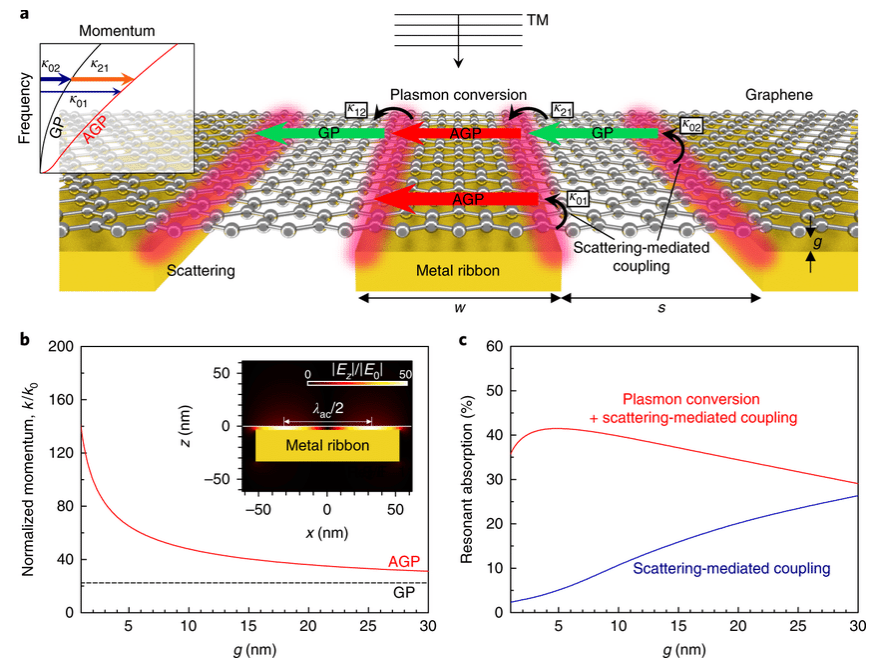 a
Momentum
Frequency
κ02
κ21
κ01
GP
AGP
TM
Plasmon conversion
Graphene
κ12
κ21
κ02
GP
AGP
GP
AGP
κ01
Scattering-mediated
coupling
Scattering
Metal ribbon
g
w
s
b
Normalized momentum, k/k0
200
160
120
80
40
0
5
10
15
20
25
30
g (nm)
AGP
GP
|Ez|/|E0|
0
50
λac/2
Metal ribbon
z (nm)
50
0
–50
–50
0
50
x (nm)
c
Resonant absorption (%)
60
50
40
30
20
10
0
5
10
15
20
25
30
g (nm)
Plasmon conversion
+ scattering-mediated coupling
Scattering-mediated coupling